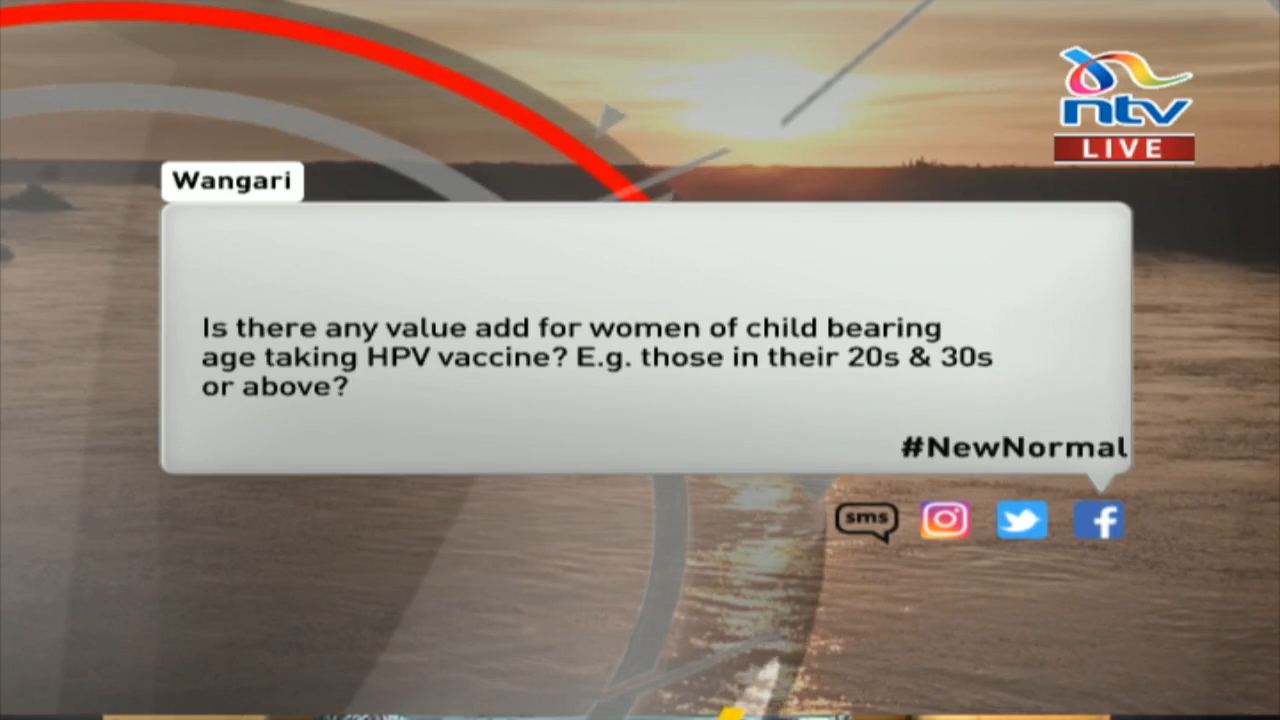 ntv
LIVE
Wangari
Is there any value add for women of child bearing
age taking HPV vaccine? E.g. those in their 20s & 30s
or above?
#NewNormal
sms